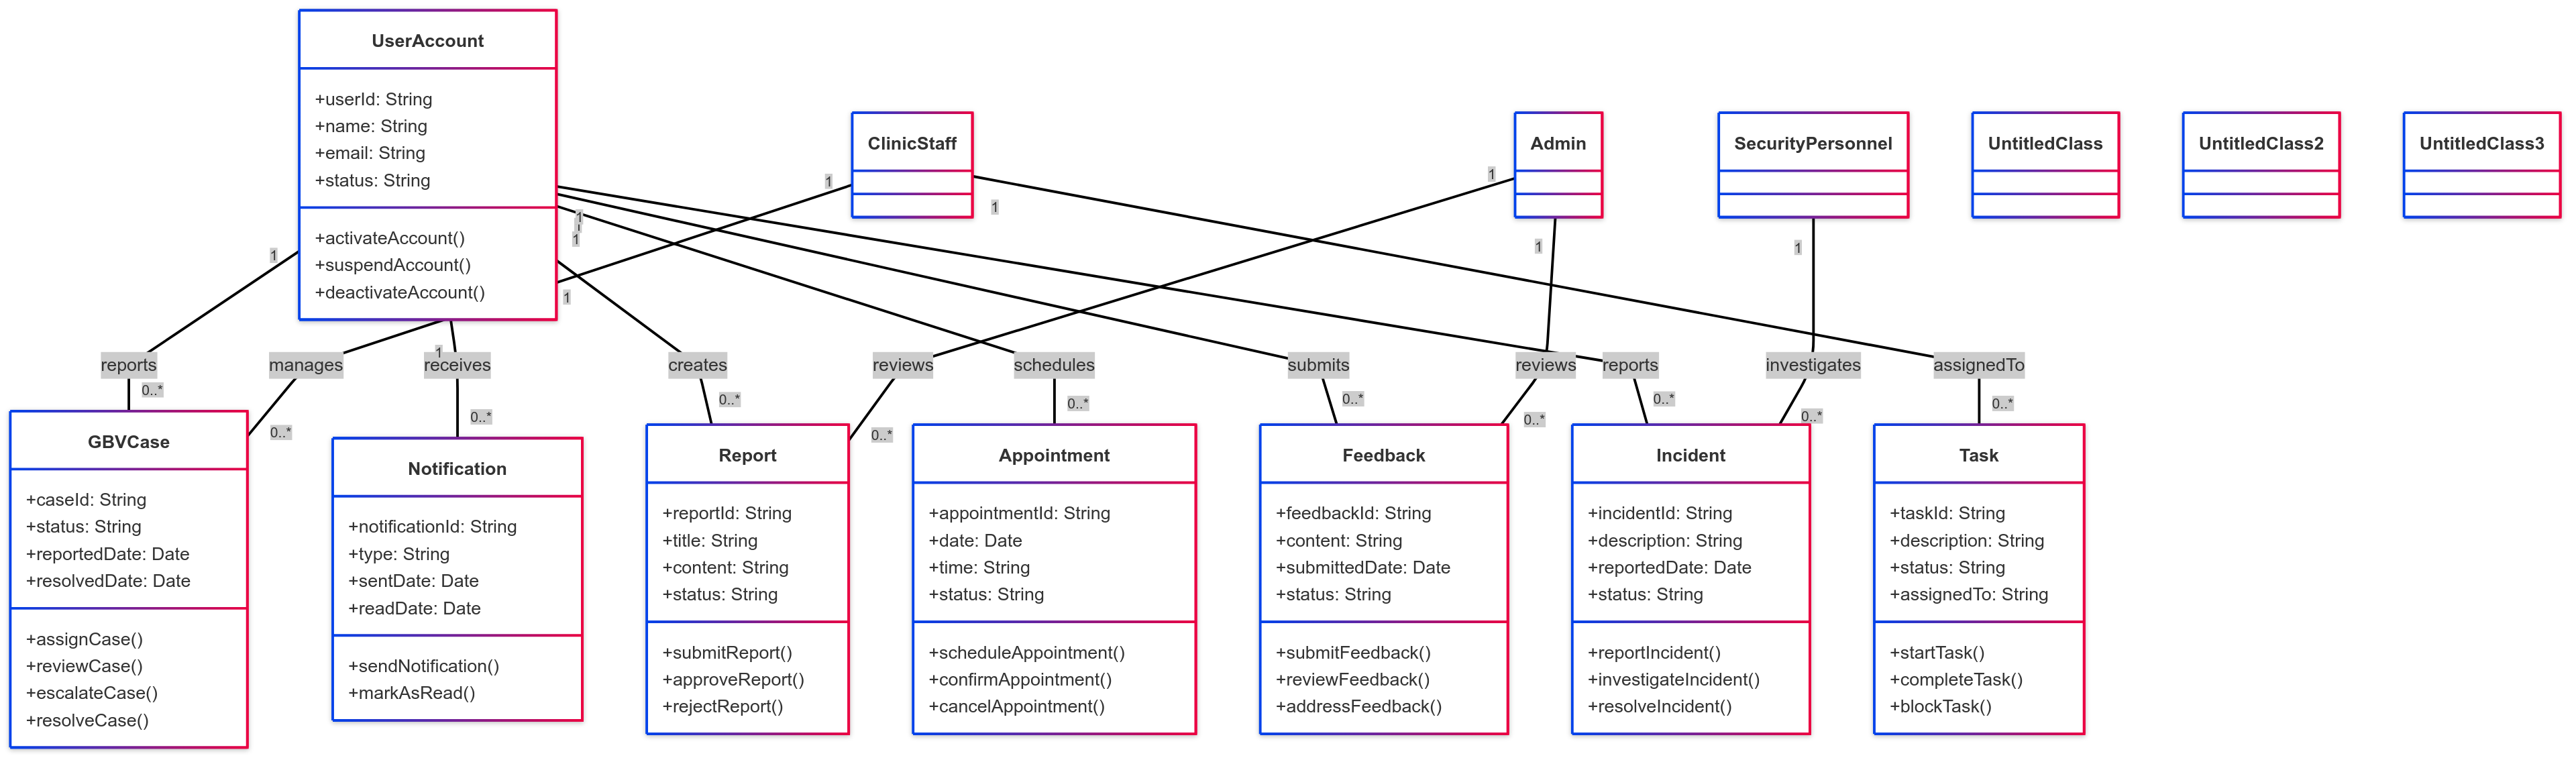 UserAccount
+userId: String
+name: String
+email: String
+status: String
+activateAccount()
+suspendAccount()
+deactivateAccount()
ClinicStaff
Admin
SecurityPersonnel
UntitledClass
UntitledClass2
UntitledClass3
1
1
1
1
1
1
1
1
1
1
reports
manages
receives
creates
reviews
schedules
submits
reviews
reports
investigates
assignedTo
0..*
0..*
0..*
0..*
0..*
0..*
0..*
0..*
0..*
0..*
0..*
GBVCase
+caseId: String
+status: String
+reportedDate: Date
+resolvedDate: Date
+assignCase()
+reviewCase()
+escalateCase()
+resolveCase()
Notification
+notificationId: String
+type: String
+sentDate: Date
+readDate: Date
+sendNotification()
+markAsRead()
Report
+reportId: String
+title: String
+content: String
+status: String
+submitReport()
+approveReport()
+rejectReport()
Appointment
+appointmentId: String
+date: Date
+time: String
+status: String
+scheduleAppointment()
+confirmAppointment()
+cancelAppointment()
Feedback
+feedbackId: String
+content: String
+submittedDate: Date
+status: String
+submitFeedback()
+reviewFeedback()
+addressFeedback()
Incident
+incidentId: String
+description: String
+reportedDate: Date
+status: String
+reportIncident()
+investigateIncident()
+resolveIncident()
Task
+taskId: String
+description: String
+status: String
+assignedTo: String
+startTask()
+completeTask()
+blockTask()